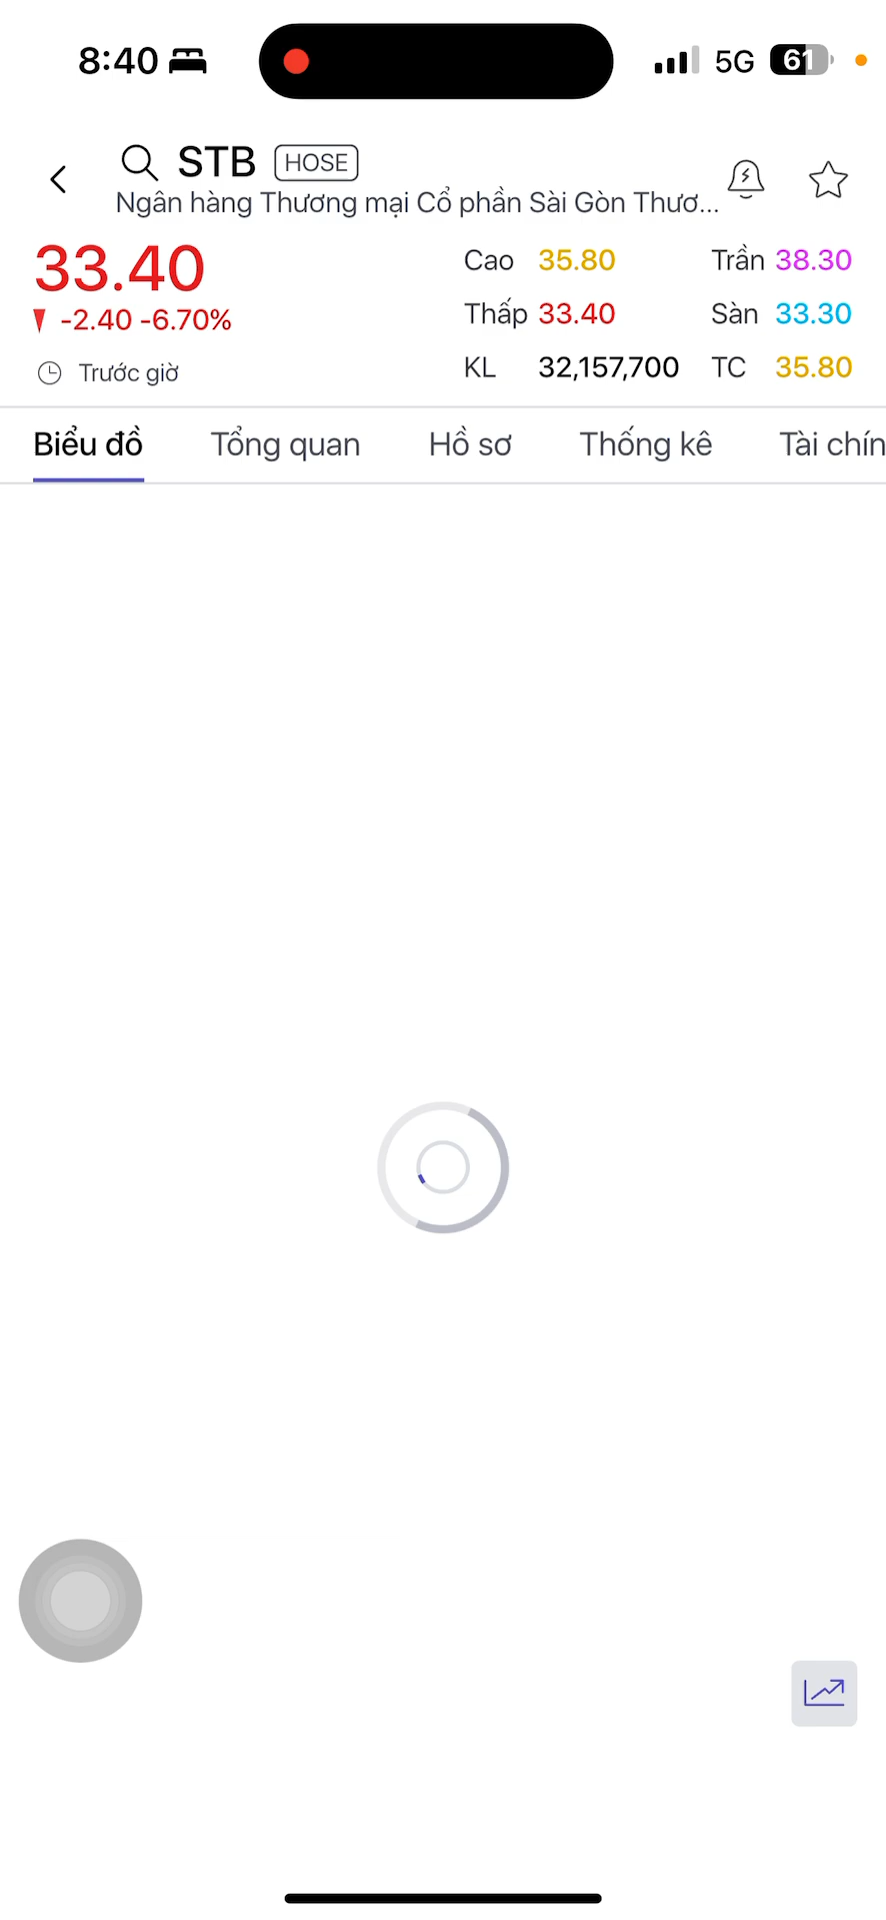 8:40 5G 61
STB HOSE
Ngân hàng Thương mại Cổ phần Sài Gòn Thươ...
33.40 Cao 35.80 Trần 38.30
-2.40 -6.70% Thấp 33.40 Sàn 33.30
Trước giờ KL 32,157,700 TC 35.80
Biểu đồ Tổng quan Hồ sơ Thống kê Tài chín